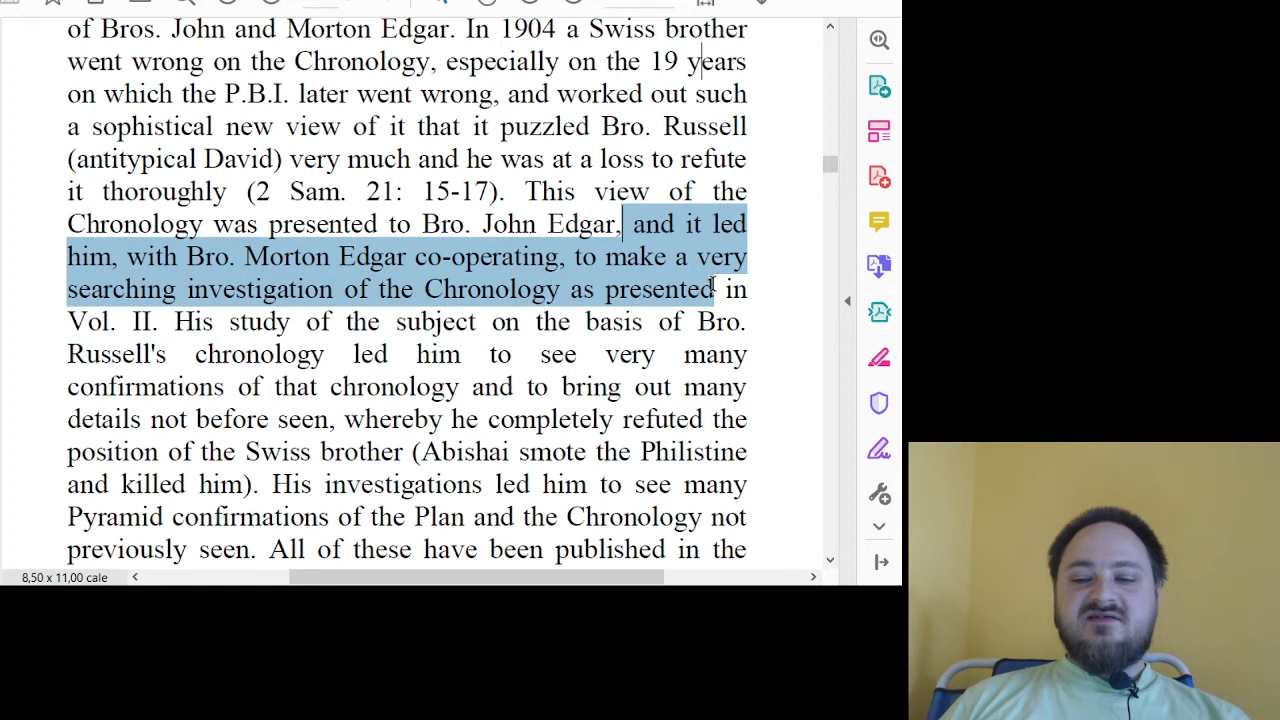 of Bros. John and Morton Edgar. In 1904 a Swiss brother
went wrong on the Chronology, especially on the 19 years
on which the P.B.I. later went wrong, and worked out such
a sophistical new view of it that it puzzled Bro. Russell
(antitypical David) very much and he was at a loss to refute
it thoroughly (2 Sam. 21: 15-17). This view of the
Chronology was presented to Bro. John Edgar, and it led
him, with Bro. Morton Edgar co-operating, to make a very
searching investigation of the Chronology as presented in
Vol. II. His study of the subject on the basis of Bro.
Russell's chronology led him to see very many
confirmations of that chronology and to bring out many
details not before seen, whereby he completely refuted the
position of the Swiss brother (Abishai smote the Philistine
and killed him). His investigations led him to see many
Pyramid confirmations of the Plan and the Chronology not
previously seen. All of these have been published in the
8,50 x 11,00 cale